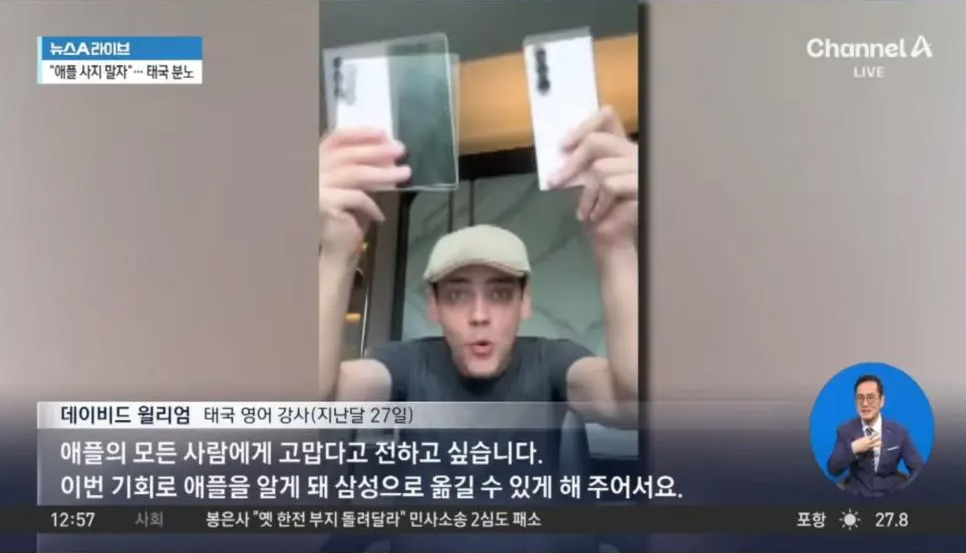 뉴스A라이브
"애플 사지 말자"… 태국 분노
Channel A
LIVE
데이비드 윌리엄 태국 영어 강사(지난달 27일)
애플의 모든 사람에게 고맙다고 전하고 싶습니다.
이번 기회로 애플을 알게 돼 삼성으로 옮길 수 있게 해 주어서요.
12:57 사회 봉은사 "옛 한전 부지 돌려달라" 민사소송 2심도 패소 포항 27.8